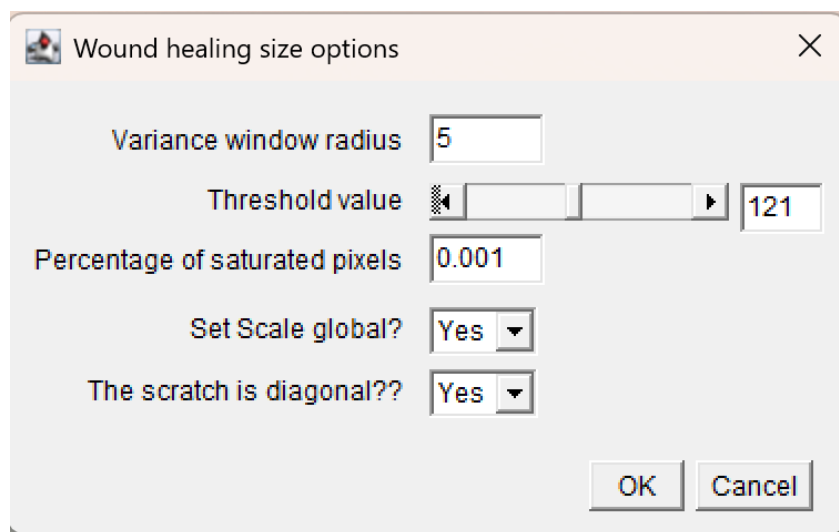 Wound healing size options
Variance window radius 5
Threshold value 121
Percentage of saturated pixels 0.001
Set Scale global? Yes
The scratch is diagonal?? Yes
OK Cancel